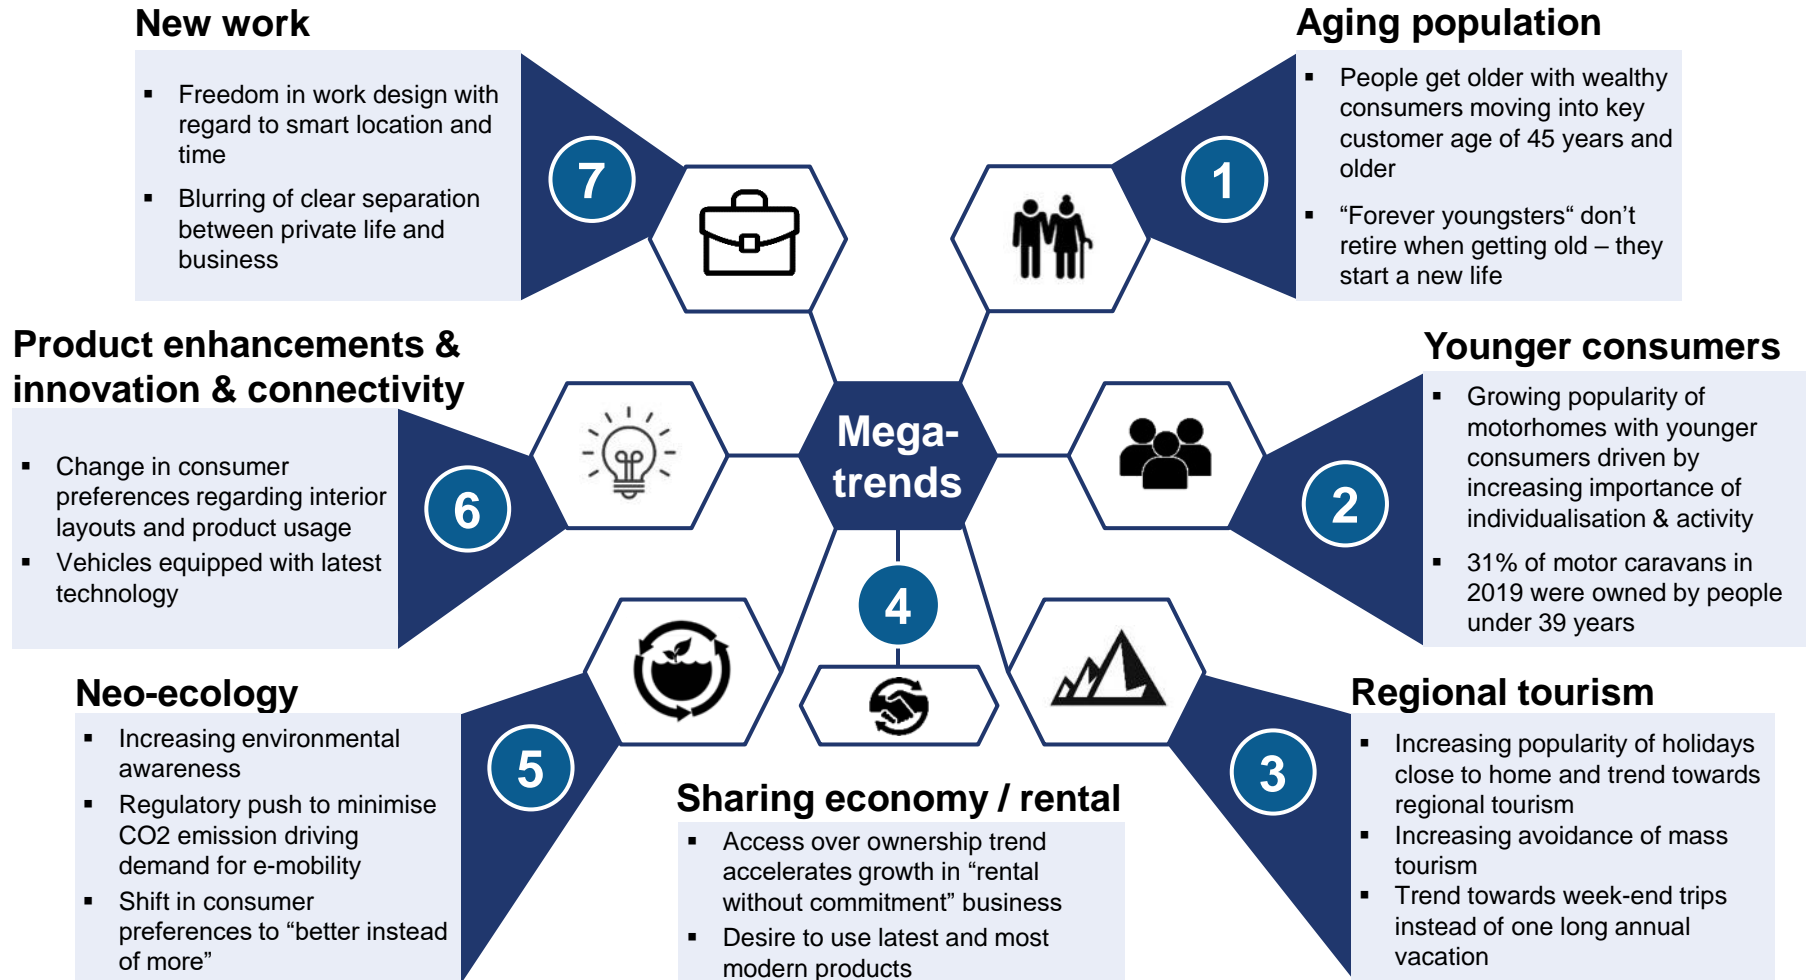 New work
▪ Freedom in work design with
regard to smart location and
time
▪ Blurring of clear separation
between private life and
business
7
Aging population
▪ People get older with wealthy
consumers moving into key
customer age of 45 years and
older
▪ “Forever youngsters“ don’t
retire when getting old – they
start a new life
1
Product enhancements &
innovation & connectivity
▪ Change in consumer
preferences regarding interior
layouts and product usage
▪ Vehicles equipped with latest
technology
6
Mega-
trends
Younger consumers
▪ Growing popularity of
motorhomes with younger
consumers driven by
increasing importance of
individualisation & activity
▪ 31% of motor caravans in
2019 were owned by people
under 39 years
2
Neo-ecology
▪ Increasing environmental
awareness
▪ Regulatory push to minimise
CO2 emission driving
demand for e-mobility
▪ Shift in consumer
preferences to “better instead
of more”
5
4
Sharing economy / rental
▪ Access over ownership trend
accelerates growth in “rental
without commitment” business
▪ Desire to use latest and most
modern products
Regional tourism
▪ Increasing popularity of holidays
close to home and trend towards
regional tourism
▪ Increasing avoidance of mass
tourism
▪ Trend towards week-end trips
instead of one long annual
vacation
3